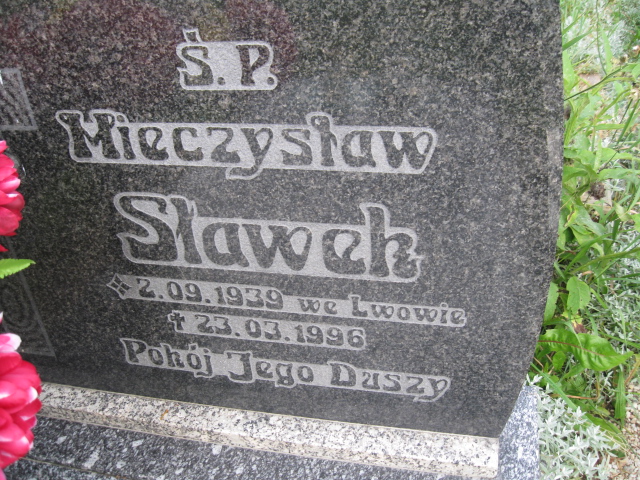 Ś. P.
Mieczysław
Sławek
2.09.1939 we Lwowie
✝ 23.03.1996
Pokój Jego Duszy